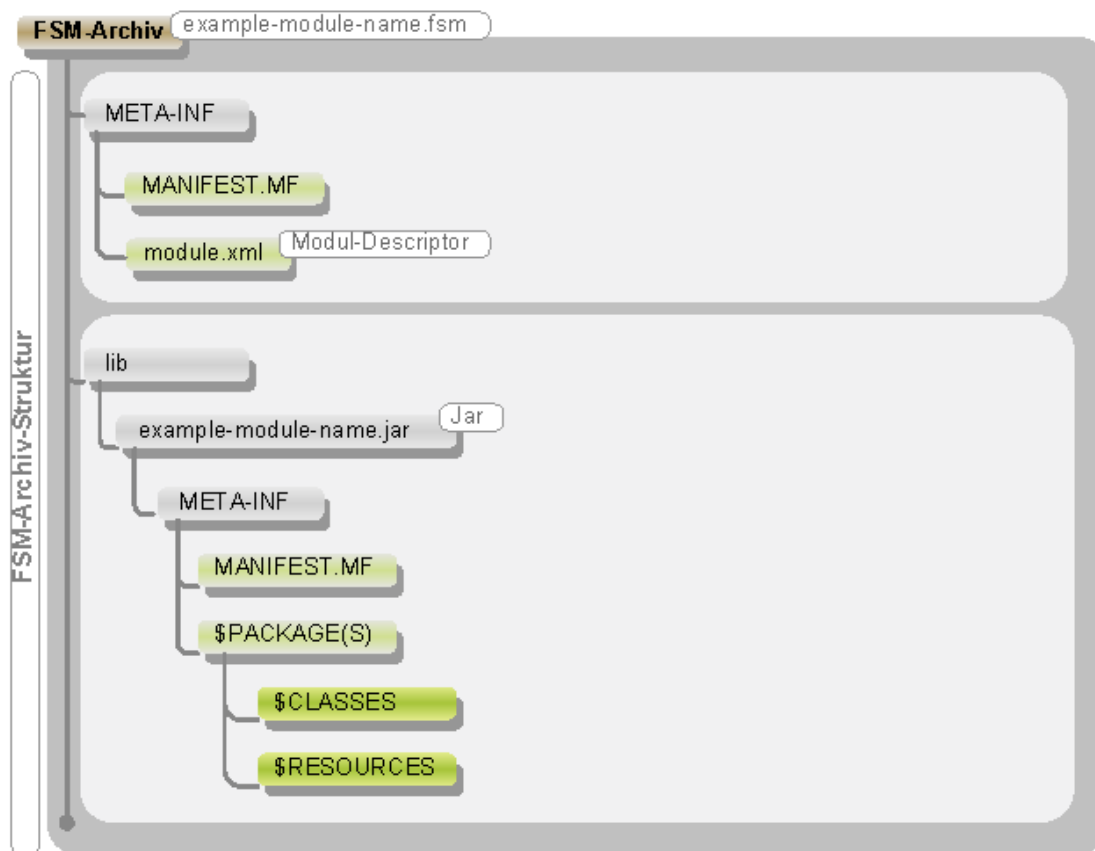 FSM-Archiv example-module-name.fsm
FSM-Archiv-Struktur
META-INF
MANIFEST.MF
module.xml Modul-Descriptor
lib
example-module-name.jar Jar
META-INF
MANIFEST.MF
$PACKAGE(S)
$CLASSES
$RESOURCES